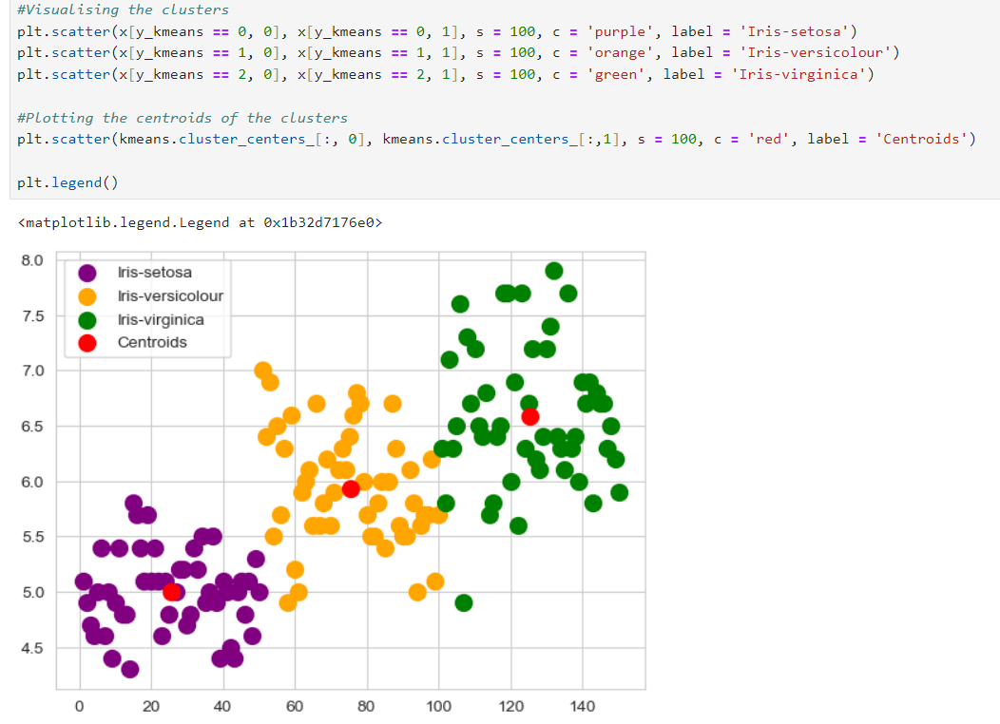 #Visualising the clusters
plt.scatter(x[y_kmeans == 0, 0], x[y_kmeans == 0, 1], s = 100, c = 'purple', label = 'Iris-setosa')
plt.scatter(x[y_kmeans == 1, 0], x[y_kmeans == 1, 1], s = 100, c = 'orange', label = 'Iris-versicolour')
plt.scatter(x[y_kmeans == 2, 0], x[y_kmeans == 2, 1], s = 100, c = 'green', label = 'Iris-virginica')
#Plotting the centroids of the clusters
plt.scatter(kmeans.cluster_centers_[:, 0], kmeans.cluster_centers_[:,1], s = 100, c = 'red', label = 'Centroids')
plt.legend()
<matplotlib.legend.Legend at 0x1b32d7176e0>
8.0
Iris-setosa
Iris-versicolour
7.5
Iris-virginica
Centroids
7.0
6.5
6.0
5.5
5.0
4.5
0 20 40 60 80 100 120 140